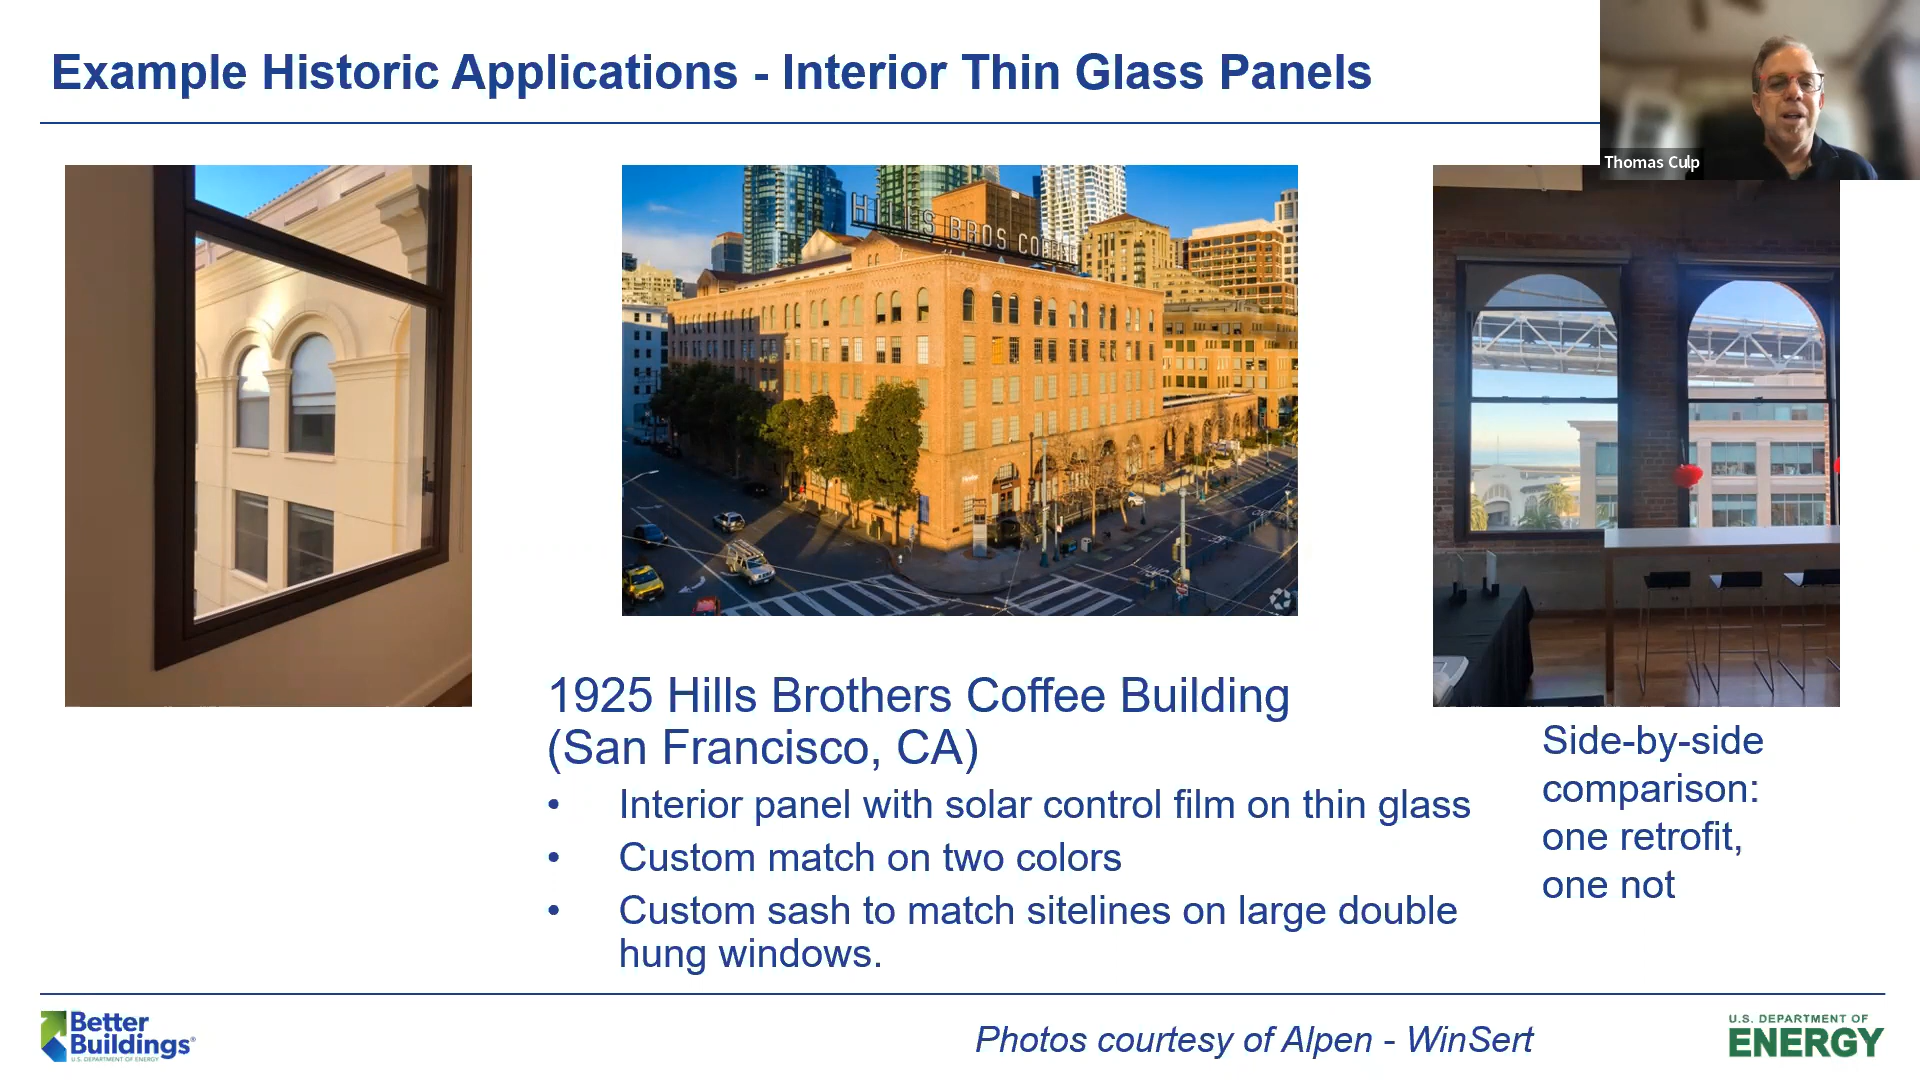 Example Historic Applications - Interior Thin Glass Panels
Thomas Culp
HILLS BROS COFFEE
1925 Hills Brothers Coffee Building
(San Francisco, CA)
• Interior panel with solar control film on thin glass
• Custom match on two colors
• Custom sash to match sitelines on large double
hung windows.
Side-by-side
comparison:
one retrofit,
one not
Better
Buildings®
U.S. DEPARTMENT OF ENERGY
Photos courtesy of Alpen - WinSert
U.S. DEPARTMENT OF
ENERGY